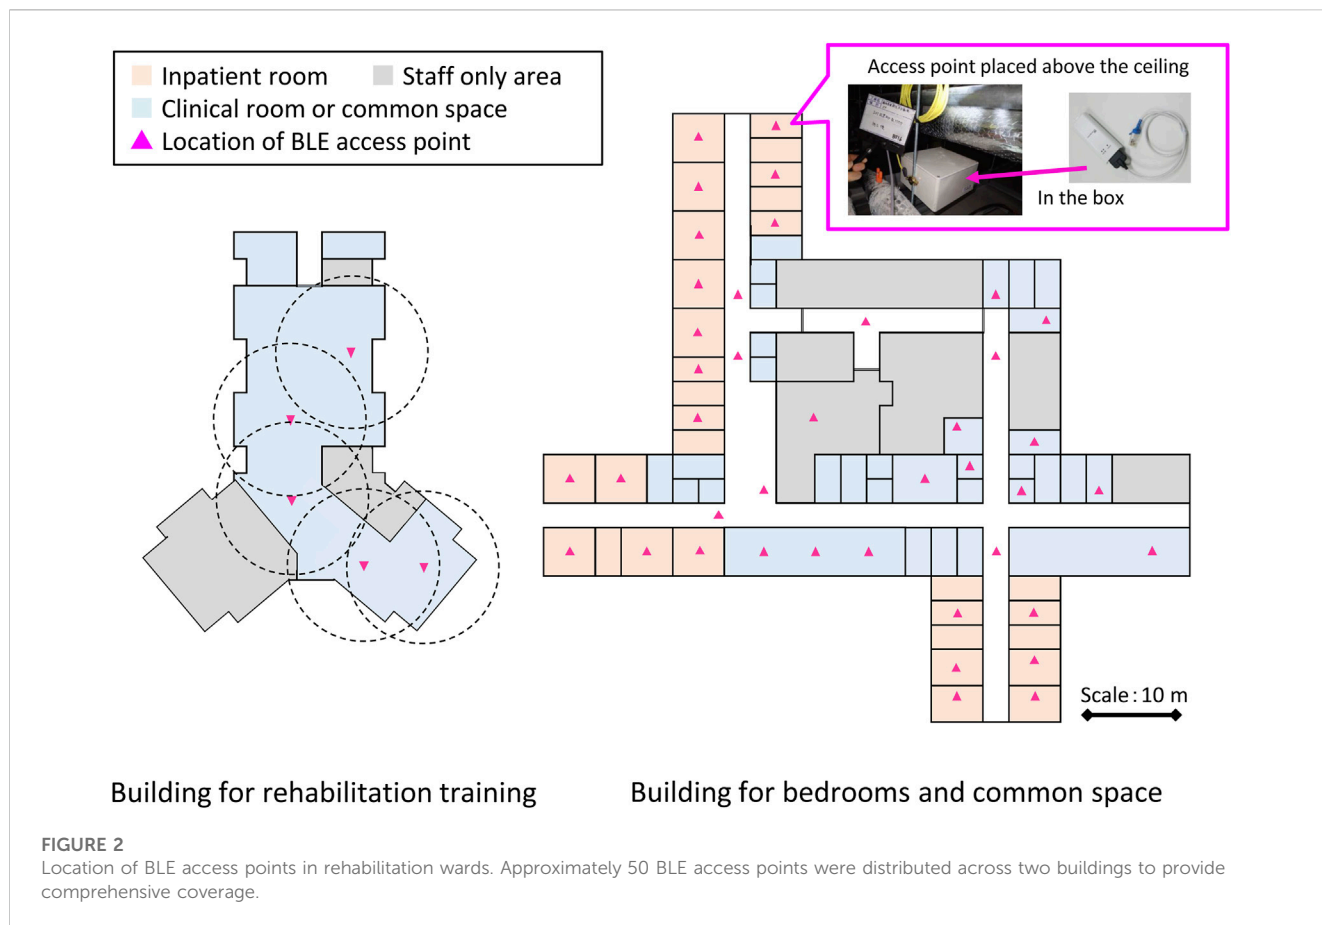 Inpatient room
Staff only area
Clinical room or common space
Location of BLE access point
Access point placed above the ceiling
In the box
Scale : 10 m
Building for rehabilitation training
Building for bedrooms and common space
FIGURE 2
Location of BLE access points in rehabilitation wards. Approximately 50 BLE access points were distributed across two buildings to provide
comprehensive coverage.